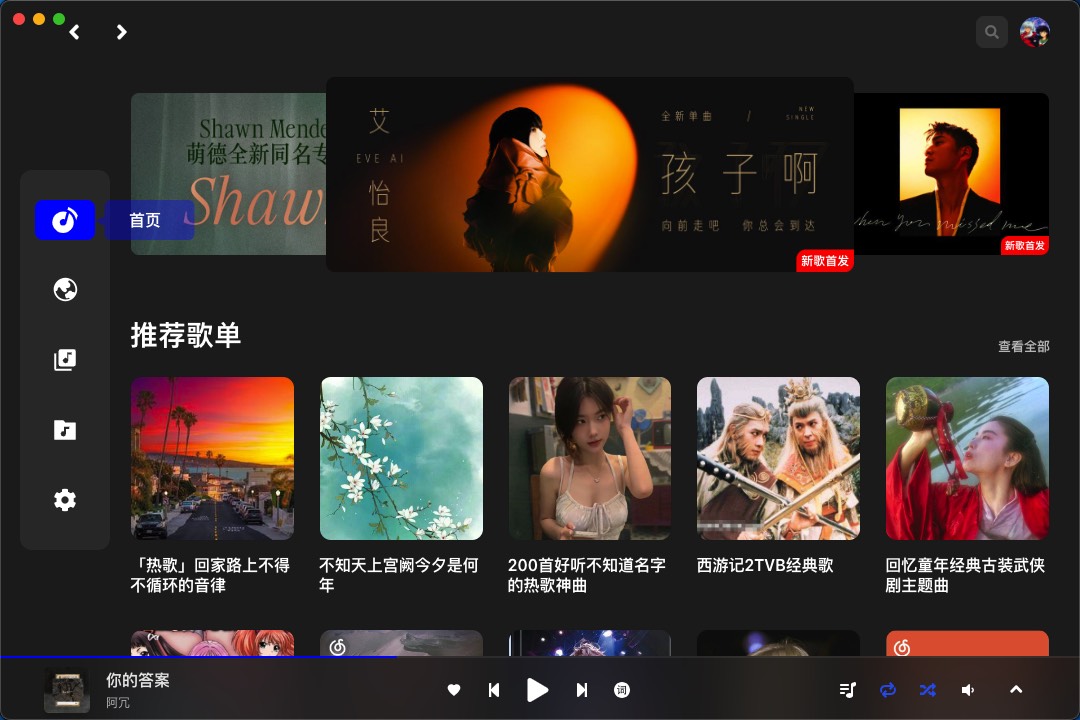 Shawn Mende
萌德全新同名专
Shaw
艾怡良
EVE AI
全新单曲 /
NEW
SINGLE
孩子啊
向前走吧 你总会到达
新歌首发
when you missed me
新歌首发
首页
推荐歌单
查看全部
「热歌」回家路上不得
不循环的音律
不知天上宫阙今夕是何
年
200首好听不知道名字
的热歌神曲
西游记2TVB经典歌
回忆童年经典古装武侠
剧主题曲
你的答案
阿冗
词